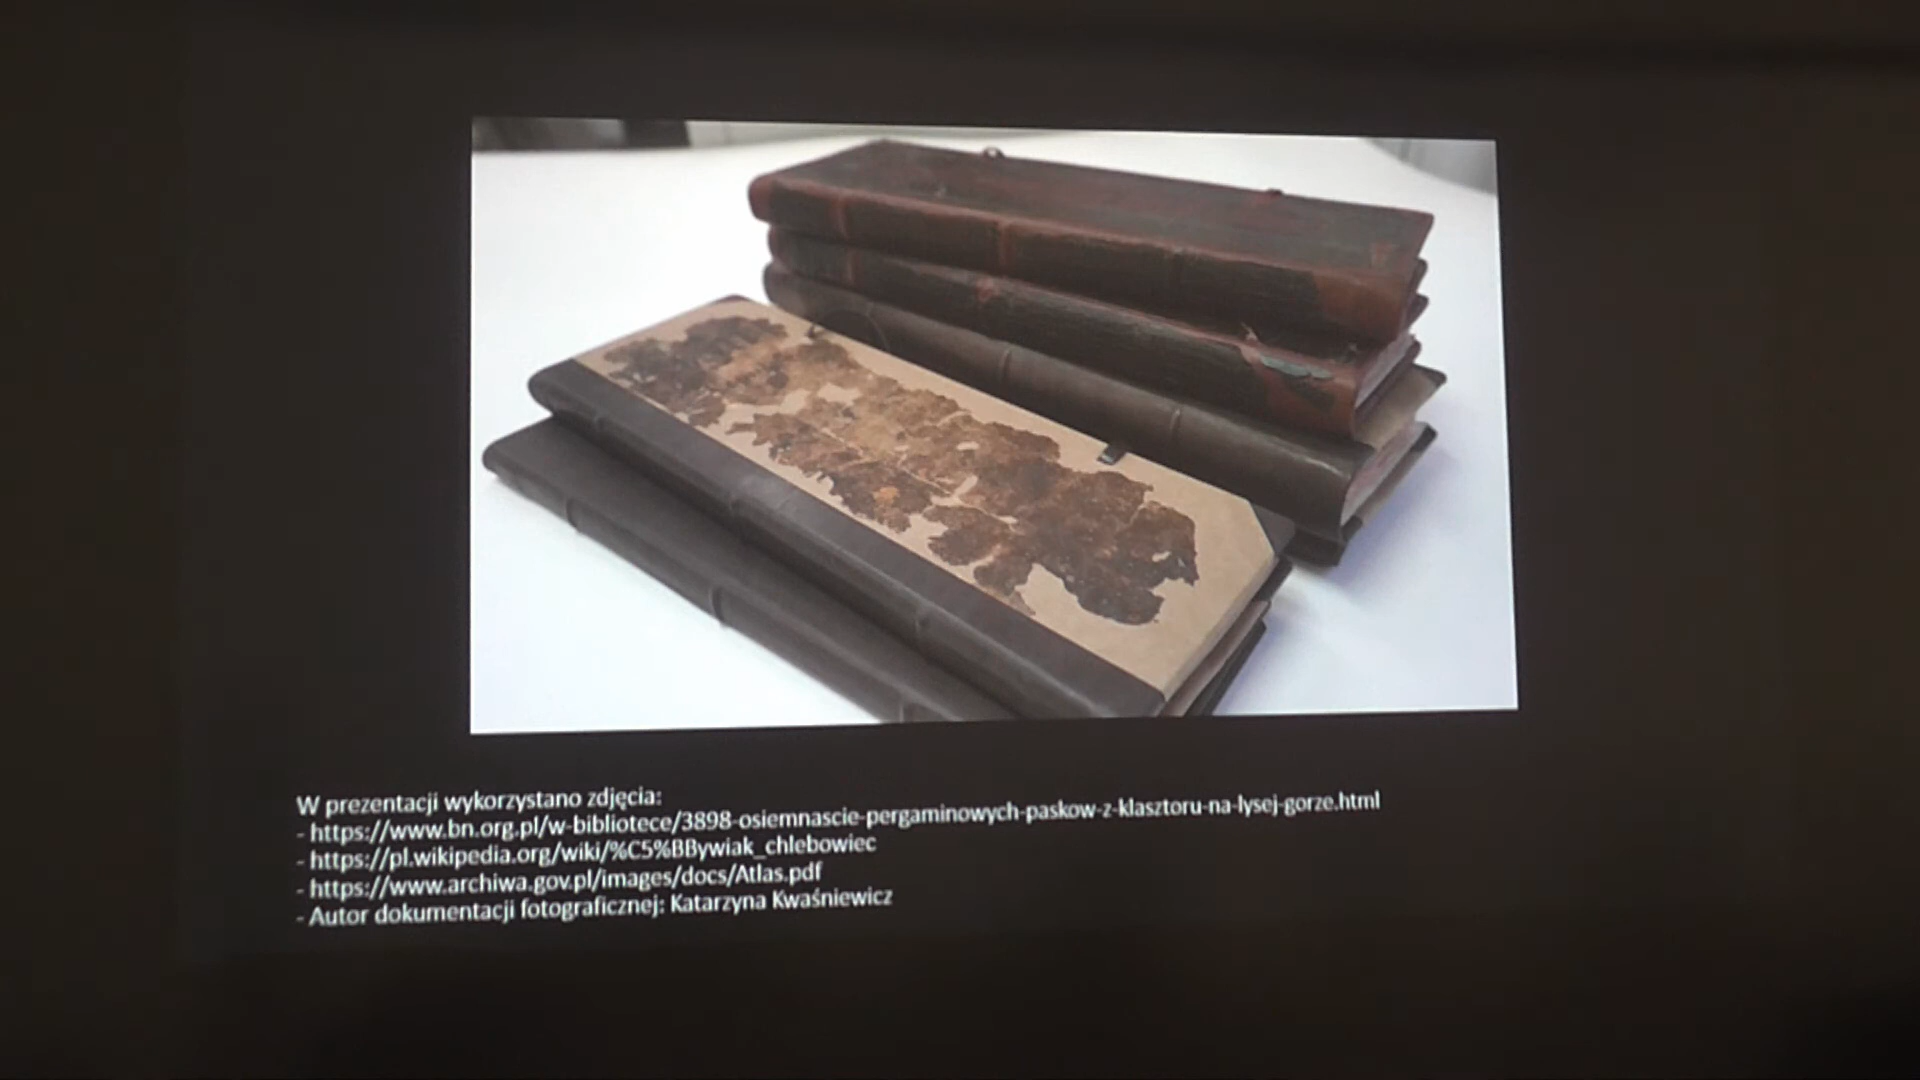 W prezentacji wykorzystano zdjęcia:
- https://www.bn.org.pl/w-bibliotece/3898-osiemnascie-pergaminowych-paskow-z-klasztoru-na-lysej-gorze.html
- https://pl.wikipedia.org/wiki/%C5%BBywiak_chlebowiec
- https://www.archiwa.gov.pl/images/docs/Atlas.pdf
- Autor dokumentacji fotograficznej: Katarzyna Kwaśniewicz